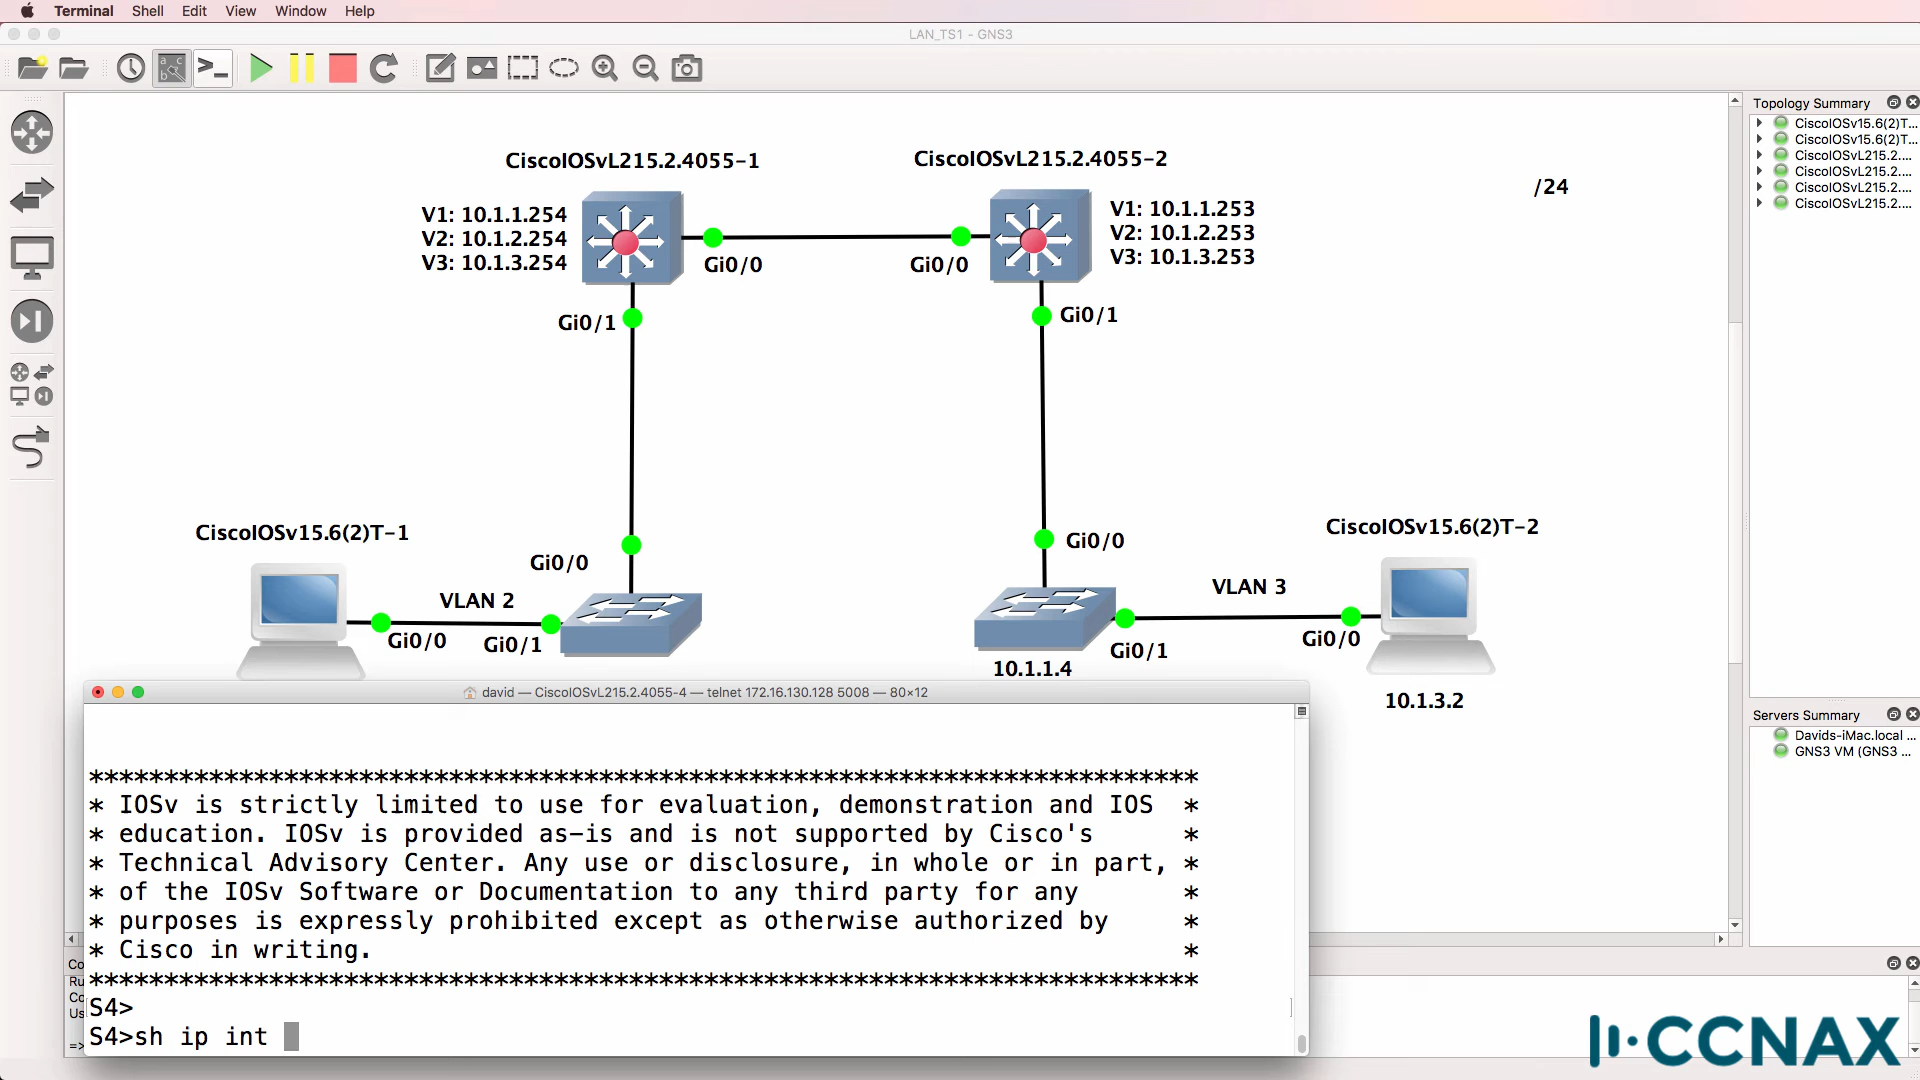 Terminal Shell Edit View Window Help
LAN_TS1 - GNS3
CiscoIOSvL215.2.4055-1
CiscoIOSvL215.2.4055-2
/24
V1: 10.1.1.254
V2: 10.1.2.254
V3: 10.1.3.254
V1: 10.1.1.253
V2: 10.1.2.253
V3: 10.1.3.253
Gi0/0
Gi0/0
Gi0/1
Gi0/1
CiscoIOSv15.6(2)T-1
CiscoIOSv15.6(2)T-2
Gi0/0
Gi0/0
VLAN 2
VLAN 3
Gi0/0
Gi0/1
Gi0/1
Gi0/0
10.1.1.4
10.1.3.2
Topology Summary
CiscoIOSv15.6(2)T...
CiscoIOSv15.6(2)T...
CiscoIOSvL215.2....
CiscoIOSvL215.2....
CiscoIOSvL215.2....
CiscoIOSvL215.2....
Servers Summary
Davids-iMac.local ...
GNS3 VM (GNS3 ...
david — CiscoIOSvL215.2.4055-4 — telnet 172.16.130.128 5008 — 80×12
**************************************************************************
* IOSv is strictly limited to use for evaluation, demonstration and IOS *
* education. IOSv is provided as-is and is not supported by Cisco's *
* Technical Advisory Center. Any use or disclosure, in whole or in part, *
* of the IOSv Software or Documentation to any third party for any *
* purposes is expressly prohibited except as otherwise authorized by *
* Cisco in writing. *
**************************************************************************
S4>
S4>sh ip int
Co
Ru
Co
Us
=>
CCNAX